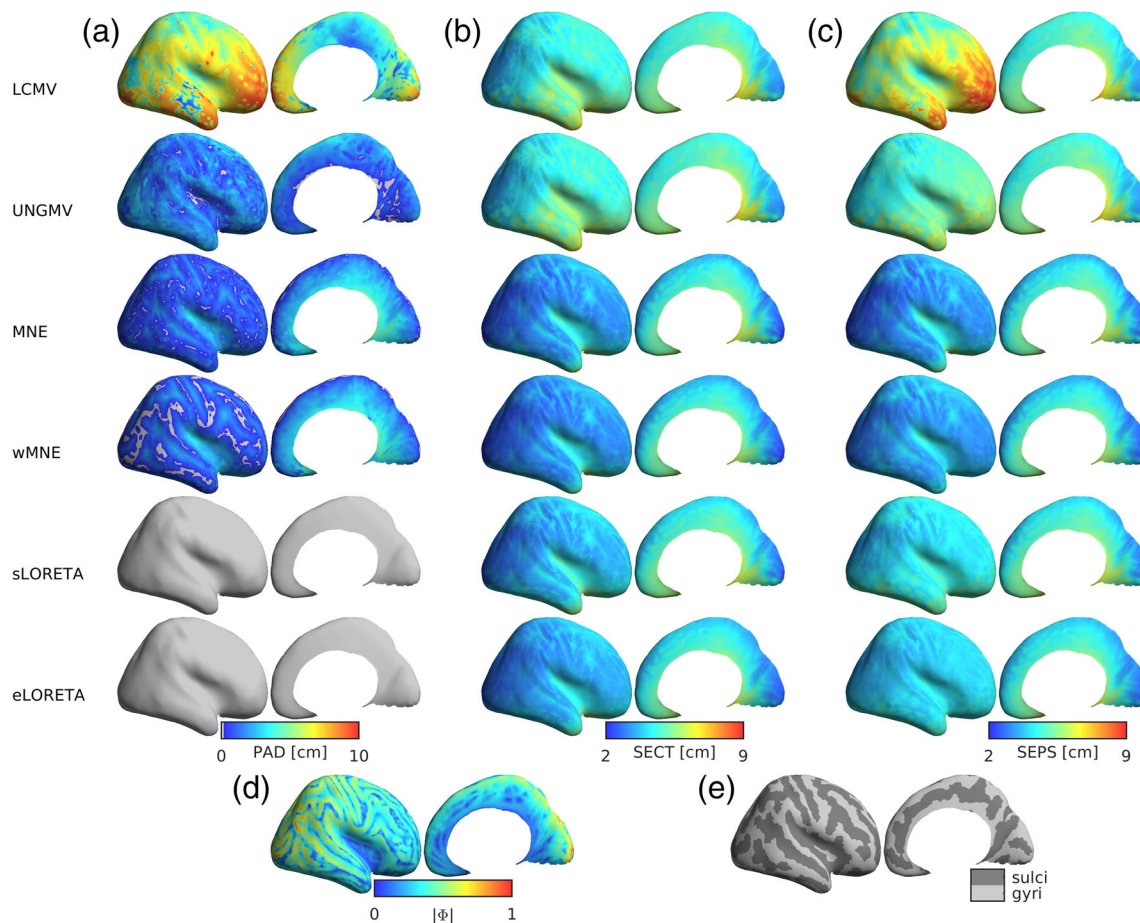 (a) (b) (c)
LCMV
UNGMV
MNE
wMNE
sLORETA
eLORETA
0 PAD [cm] 10
2 SECT [cm] 9
2 SEPS [cm] 9
(d) (e)
0 |Φ| 1
sulci
gyri